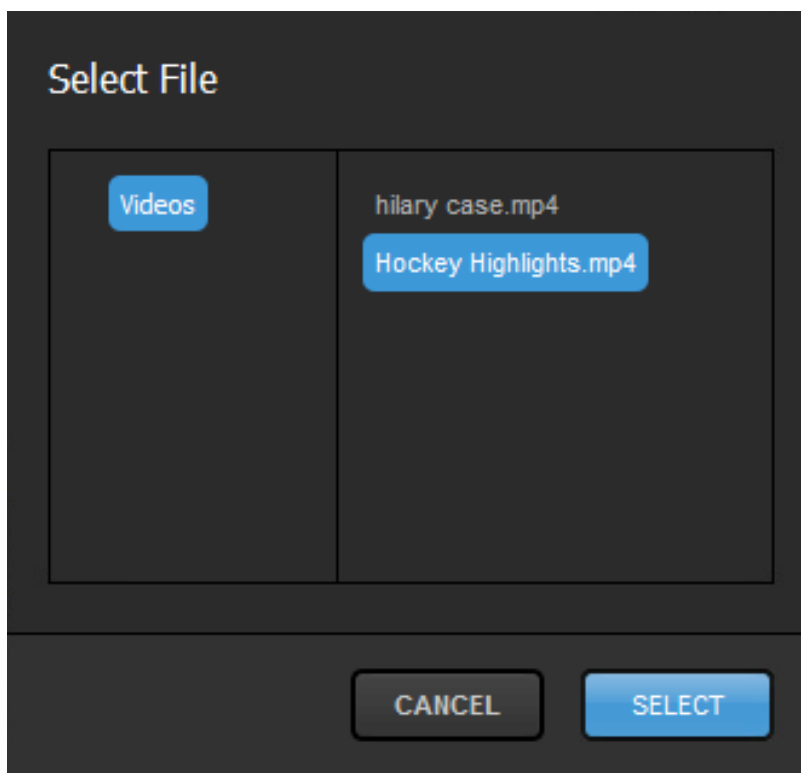 Select File
Videos
hilary case.mp4
Hockey Highlights.mp4
CANCEL
SELECT